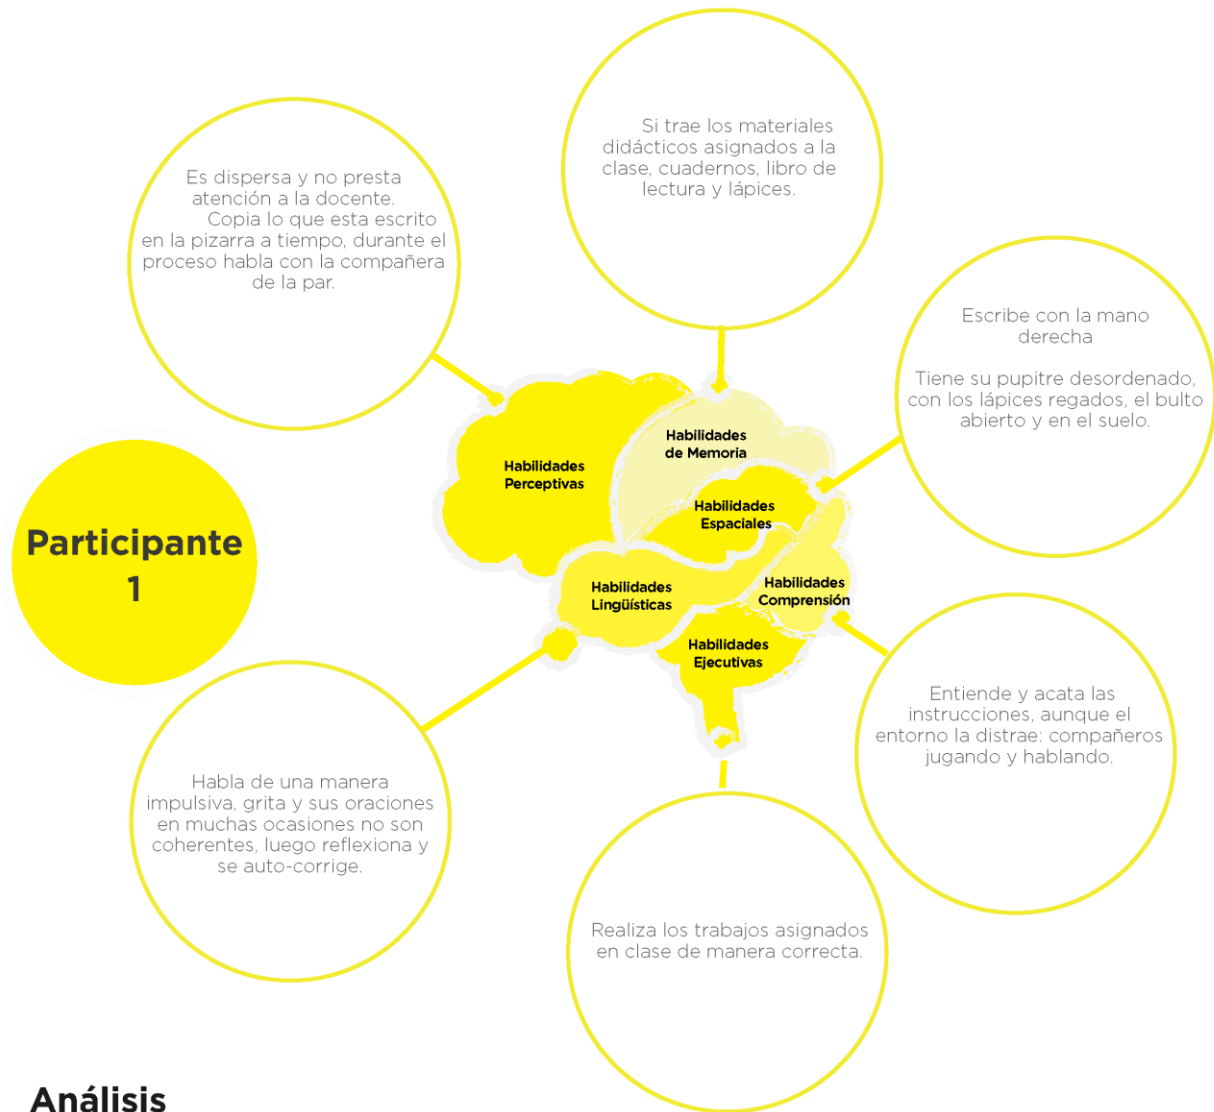 Si trae los materiales
didácticos asignados a la
clase, cuadernos, libro de
lectura y lápices.
Es dispersa y no presta
atención a la docente.
Copia lo que esta escrito
en la pizarra a tiempo, durante el
proceso habla con la compañera
de la par.
Escribe con la mano
derecha
Tiene su pupitre desordenado,
con los lápices regados, el bulto
abierto y en el suelo.
Habilidades
de Memoria
Habilidades
Perceptivas
Habilidades
Espaciales
Habilidades
Lingüísticas
Habilidades
Comprensión
Habilidades
Ejecutivas
Participante
1
Entiende y acata las
instrucciones, aunque el
entorno la distrae: compañeros
jugando y hablando.
Habla de una manera
impulsiva, grita y sus oraciones
en muchas ocasiones no son
coherentes, luego reflexiona y
se auto-corrige.
Realiza los trabajos asignados
en clase de manera correcta.
Análisis